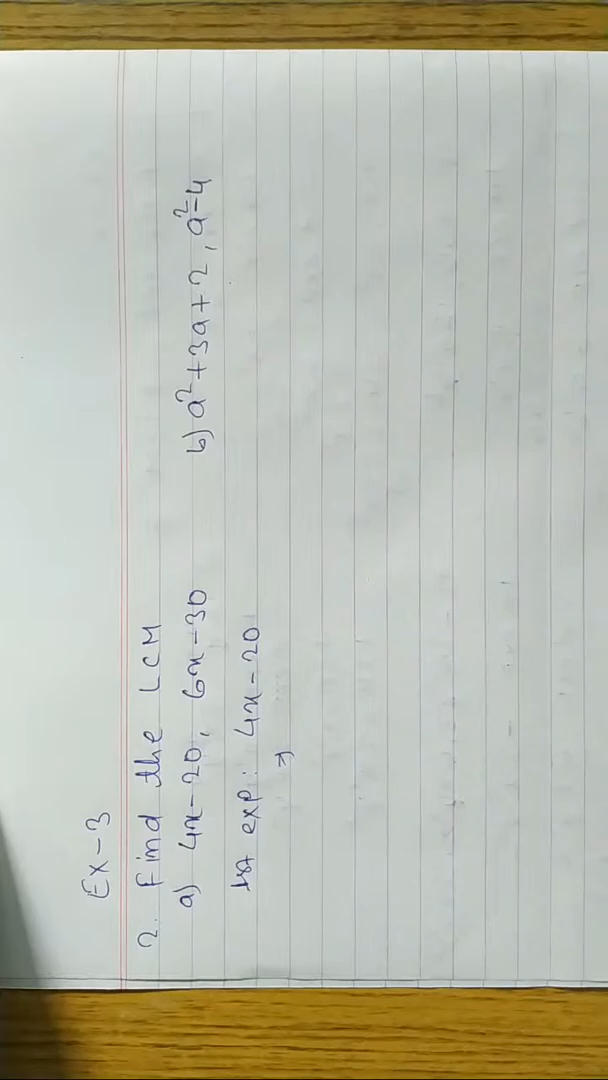 Ex-3
2. Find the LCM
a) 4x-20, 6x-30 b) a²+3a+2, a²-4
1st exp: 4x-20
⇒